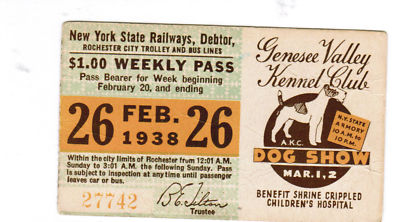 New York State Railways, Debtor,
ROCHESTER CITY TROLLEY AND BUS LINES
$1.00 WEEKLY PASS
Pass Bearer for Week beginning
February 20, and ending
26 FEB. 1938 26
Within the city limits of Rochester from 12:01 A.M.
Sunday to 3:01 A.M. the following Sunday. Pass
is subject to inspection at any time until passenger
leaves car or bus.
27742
B.E. Tilton
Trustee
Genesee Valley
Kennel Club
N.Y. STATE
ARMORY
10 A.M. to
10 P.M.
A.K.C.
DOG SHOW
MAR. 1, 2
BENEFIT SHRINE CRIPPLED
CHILDREN'S HOSPITAL